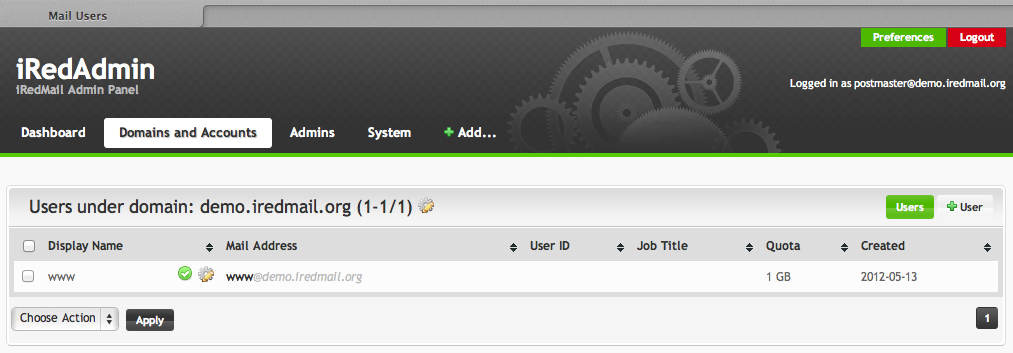 Mail Users
Preferences Logout
iRedAdmin
iRedMail Admin Panel
Logged in as postmaster@demo.iredmail.org
Dashboard Domains and Accounts Admins System Add...
Users under domain: demo.iredmail.org (1-1/1)
Users User
Display Name Mail Address User ID Job Title Quota Created
www www@demo.iredmail.org 1 GB 2012-05-13
Choose Action Apply 1